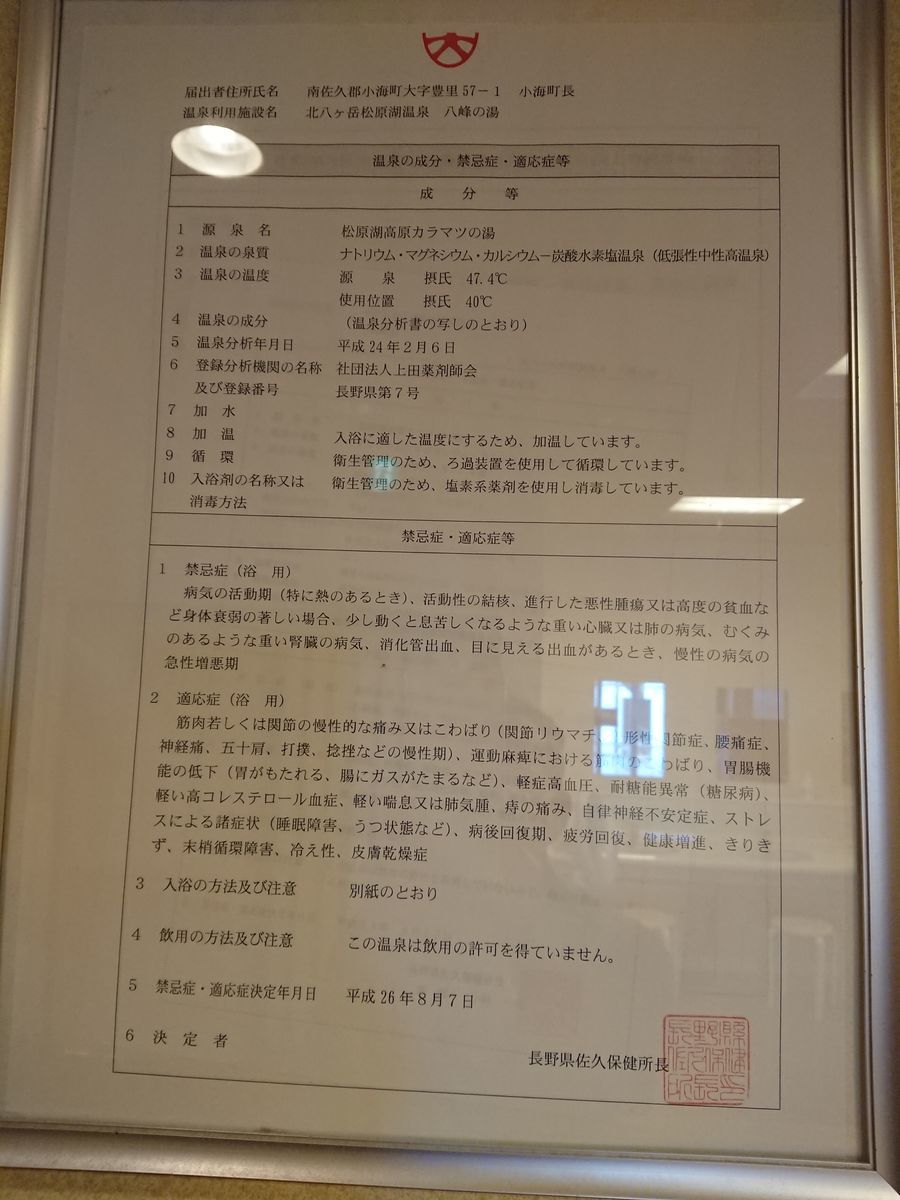 届出者住所氏名 南佐久郡小海町大字豊里57－1 小海町長
温泉利用施設名 北八ヶ岳松原湖温泉 八峰の湯
温泉の成分・禁忌症・適応症等
成 分 等
1 源 泉 名 松原湖高原カラマツの湯
2 温泉の泉質 ナトリウム・マグネシウム・カルシウム－炭酸水素塩温泉（低張性中性高温泉）
3 温泉の温度 源 泉 摂氏 47.4℃
使用位置 摂氏 40℃
4 温泉の成分 （温泉分析書の写しのとおり）
5 温泉分析年月日 平成24年2月6日
6 登録分析機関の名称 社団法人上田薬剤師会
及び登録番号 長野県第7号
7 加 水
8 加 温 入浴に適した温度にするため、加温しています。
9 循 環 衛生管理のため、ろ過装置を使用して循環しています。
10 入浴剤の名称又は 衛生管理のため、塩素系薬剤を使用し消毒しています。
消毒方法
禁忌症・適応症等
1 禁忌症（浴 用）
病気の活動期（特に熱のあるとき）、活動性の結核、進行した悪性腫瘍又は高度の貧血な
ど身体衰弱の著しい場合、少し動くと息苦しくなるような重い心臓又は肺の病気、むくみ
のあるような重い腎臓の病気、消化管出血、目に見える出血があるとき、慢性の病気の
急性増悪期
2 適応症（浴 用）
筋肉若しくは関節の慢性的な痛み又はこわばり（関節リウマチ、形性関節症、腰痛症、
神経痛、五十肩、打撲、捻挫などの慢性期）、運動麻痺における筋肉のこわばり、胃腸機
能の低下（胃がもたれる、腸にガスがたまるなど）、軽症高血圧、耐糖能異常（糖尿病）、
軽い高コレステロール血症、軽い喘息又は肺気腫、痔の痛み、自律神経不安定症、ストレ
スによる諸症状（睡眠障害、うつ状態など）、病後回復期、疲労回復、健康増進、きりき
ず、末梢循環障害、冷え性、皮膚乾燥症
3 入浴の方法及び注意 別紙のとおり
4 飲用の方法及び注意 この温泉は飲用の許可を得ていません。
5 禁忌症・適応症決定年月日 平成26年8月7日
6 決 定 者
長野県佐久保健所長